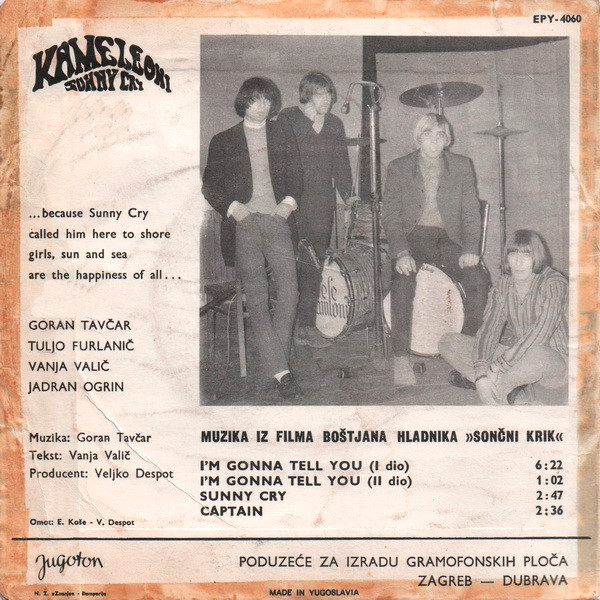 EPY-4060
KAMELEONI
SUNNY CRY
...because Sunny Cry
called him here to shore
girls, sun and sea
are the happiness of all...
GORAN TAVČAR
TULJO FURLANIČ
VANJA VALIČ
JADRAN OGRIN
Muzika: Goran Tavčar
Tekst: Vanja Valič
Producent: Veljko Despot
Omot: E. Koše - V. Despot
MUZIKA IZ FILMA BOŠTJANA HLADNIKA »SONČNI KRIK«
I'M GONNA TELL YOU (I dio) 6:22
I'M GONNA TELL YOU (II dio) 1:02
SUNNY CRY 2:47
CAPTAIN 2:36
Jugoton
PODUZEĆE ZA IZRADU GRAMOFONSKIH PLOČA
ZAGREB — DUBRAVA
N. Z. »Znanje« - Samoprija
MADE IN YUGOSLAVIA